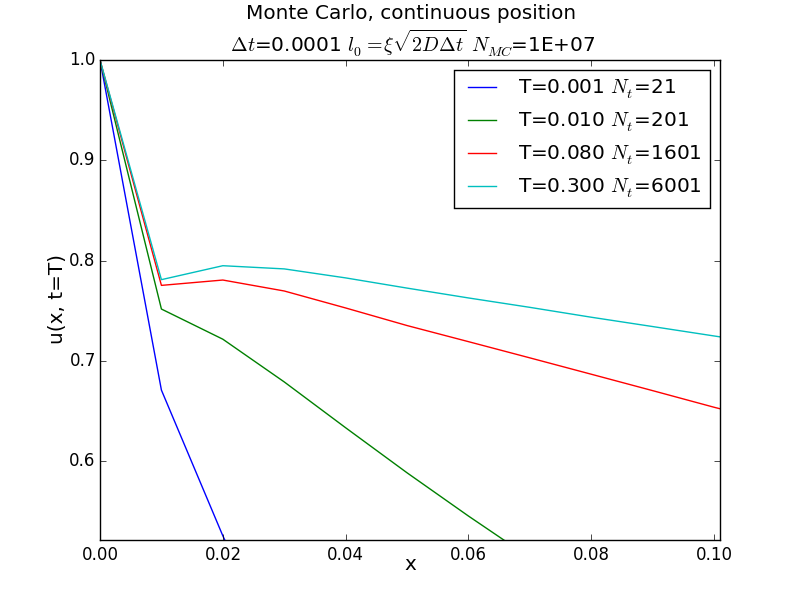 Monte Carlo, continuous position
Δt=0.0001 l₀=ξ√2DΔt N_MC=1E+07
1.0
T=0.001 N_t=21
T=0.010 N_t=201
T=0.080 N_t=1601
T=0.300 N_t=6001
0.9
0.8
0.7
0.6
u(x, t=T)
0.00
0.02
0.04
0.06
0.08
0.10
x